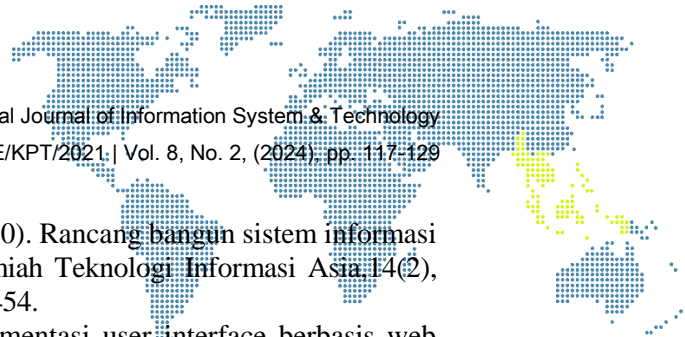 al Journal of Information System & Technology
E/KPT/2021 | Vol. 8, No. 2, (2024), pp. 117-129
0). Rancang bangun sistem informasi
niah Teknologi Informasi Asia,14(2),
54.
mentasi user interface berbasis web